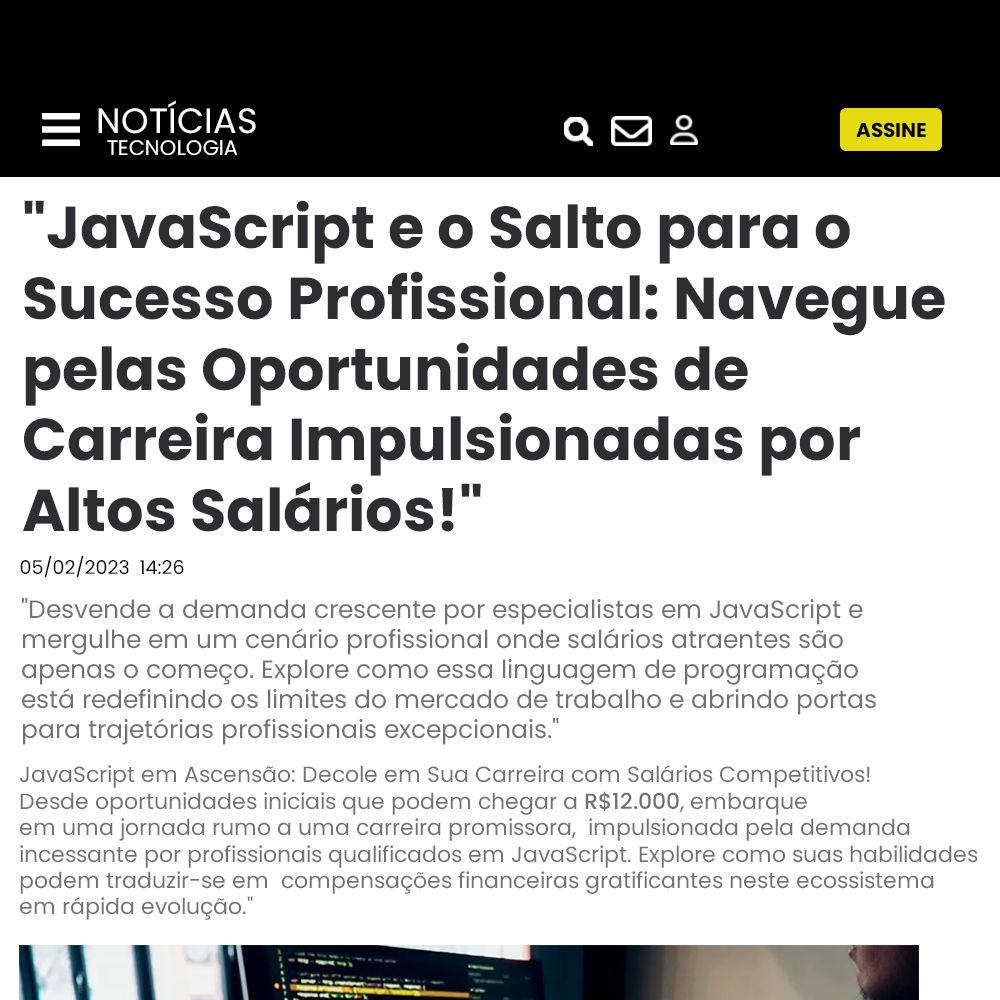 NOTÍCIAS
TECNOLOGIA
ASSINE
"JavaScript e o Salto para o
Sucesso Profissional: Navegue
pelas Oportunidades de
Carreira Impulsionadas por
Altos Salários!"
05/02/2023 14:26
"Desvende a demanda crescente por especialistas em JavaScript e
mergulhe em um cenário profissional onde salários atraentes são
apenas o começo. Explore como essa linguagem de programação
está redefinindo os limites do mercado de trabalho e abrindo portas
para trajetórias profissionais excepcionais."
JavaScript em Ascensão: Decole em Sua Carreira com Salários Competitivos!
Desde oportunidades iniciais que podem chegar a R$12.000, embarque
em uma jornada rumo a uma carreira promissora, impulsionada pela demanda
incessante por profissionais qualificados em JavaScript. Explore como suas habilidades
podem traduzir-se em compensações financeiras gratificantes neste ecossistema
em rápida evolução."